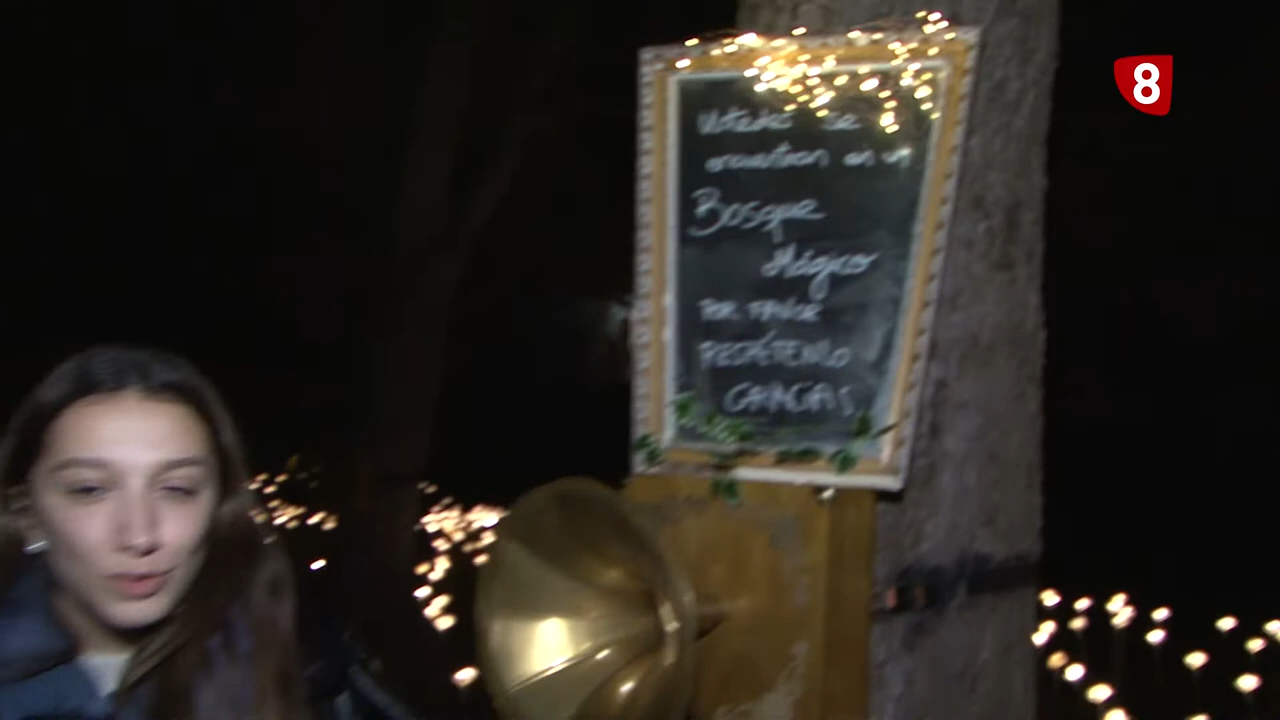 Ustedes se
encuentran en un
Bosque
Mágico
POR FAVOR
RESPÉTENLO
GRACIAS
8